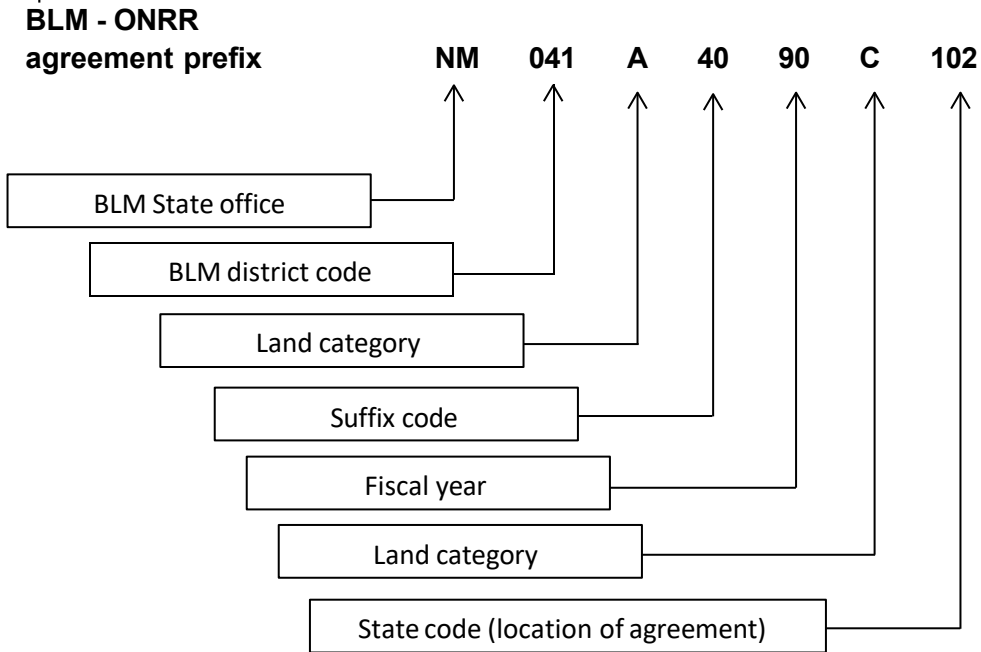 BLM - ONRR
agreement prefix NM 041 A 40 90 C 102
BLM State office
BLM district code
Land category
Suffix code
Fiscal year
Land category
State code (location of agreement)